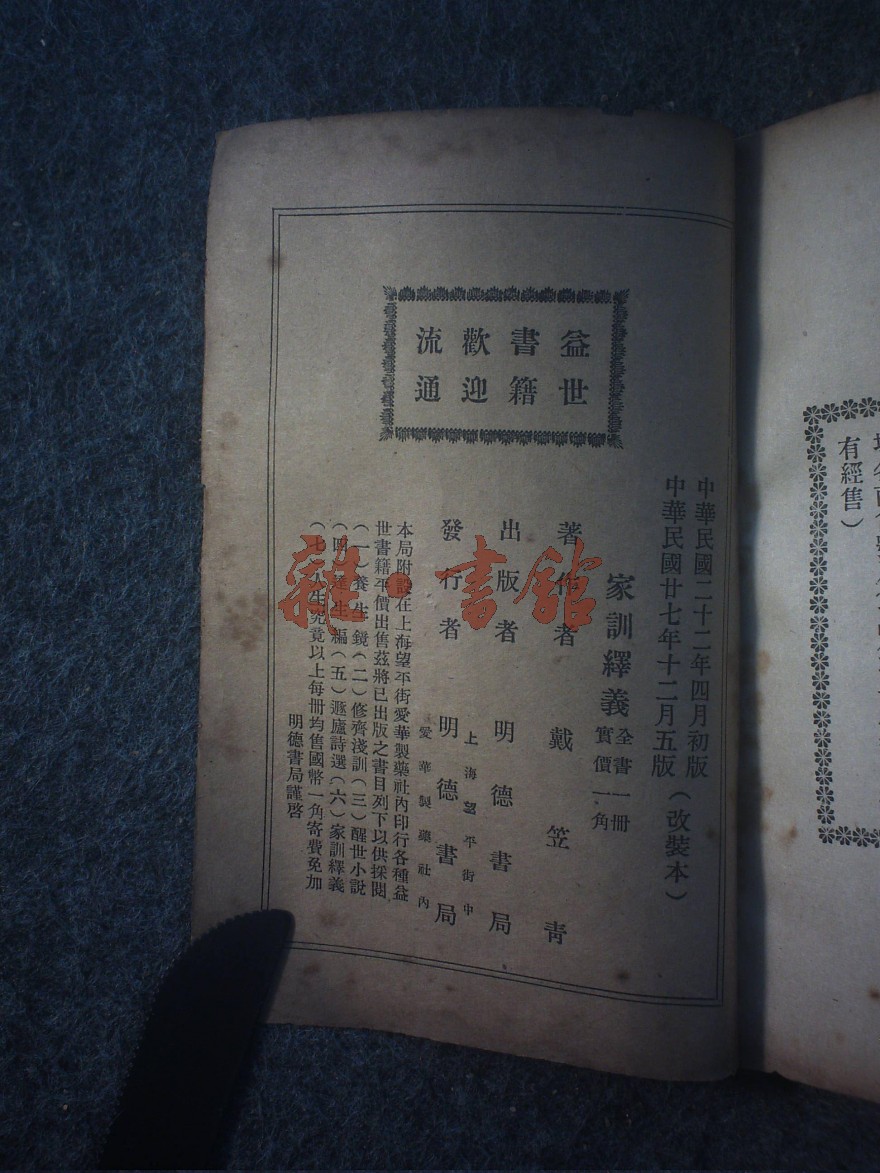 益世
書籍
歡迎
流通
中華民國二十二年四月初版
中華民國廿七年十二月五版（改裝本）
家訓繹義
全書一冊
實價一角
著作者　戴笠青
出版者　明德書局
上海望平街中
愛華製藥社內
發行者　明德書局
本局附設在上海望平街愛華製藥社內印行各種益
世書籍平價出售茲將已出版之書目列下以供採閱
（一）養生鏡（二）修齊淺訓（三）醒世小說
（四）達生編（五）遯廬詩選（六）家訓繹義
（七）人生究竟以上每冊均售國幣一角寄費免加
明德書局謹啓
雜·書館
有經售）